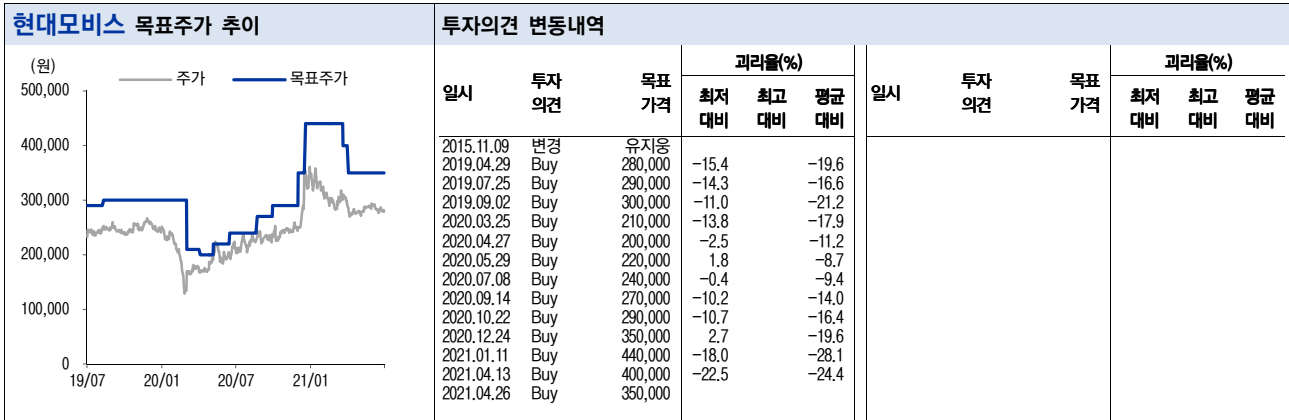 현대모비스 목표주가 추이
(원)
주가
목표주가
500,000
400,000
300,000
200,000
100,000
0
19/07 20/01 20/07 21/01
투자의견 변동내역
일시 투자의견 목표가격 괴리율(%)
최저대비 최고대비 평균대비
일시 투자의견 목표가격 괴리율(%)
최저대비 최고대비 평균대비
2015.11.09 변경 유지웅
2019.04.29 Buy 280,000 -15.4 -19.6
2019.07.25 Buy 290,000 -14.3 -16.6
2019.09.02 Buy 300,000 -11.0 -21.2
2020.03.25 Buy 210,000 -13.8 -17.9
2020.04.27 Buy 200,000 -2.5 -11.2
2020.05.29 Buy 220,000 1.8 -8.7
2020.07.08 Buy 240,000 -0.4 -9.4
2020.09.14 Buy 270,000 -10.2 -14.0
2020.10.22 Buy 290,000 -10.7 -16.4
2020.12.24 Buy 350,000 2.7 -19.6
2021.01.11 Buy 440,000 -18.0 -28.1
2021.04.13 Buy 400,000 -22.5 -24.4
2021.04.26 Buy 350,000